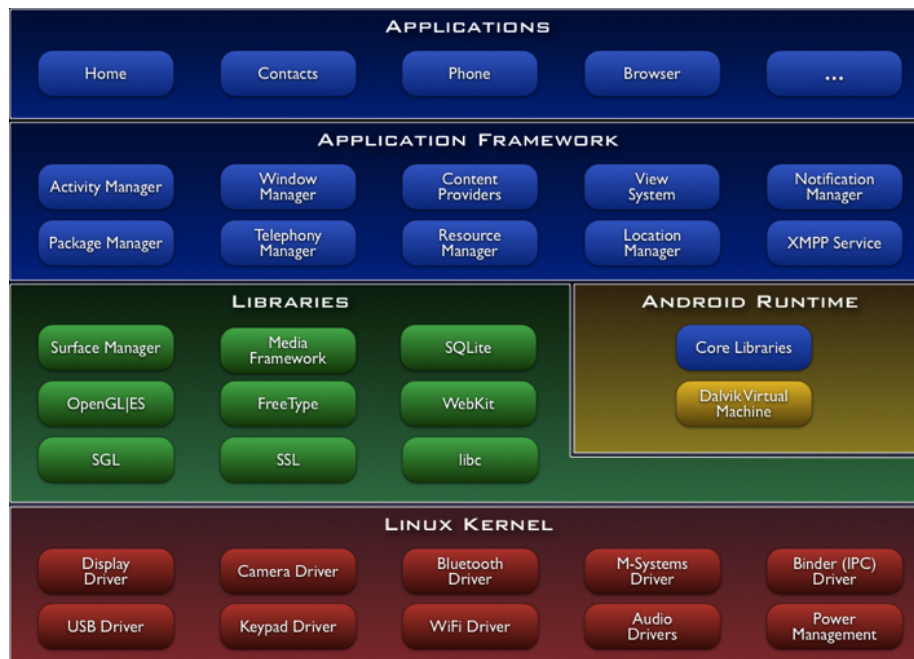 APPLICATIONS
Home Contacts Phone Browser ...
APPLICATION FRAMEWORK
Activity Manager
Window
Manager
Content
Providers
View
System
Notification
Manager
Package Manager
Telephony
Manager
Resource
Manager
Location
Manager
XMPP Service
LIBRARIES
Surface Manager
Media
Framework
SQLite
OpenGL|ES
FreeType
WebKit
SGL
SSL
libc
ANDROID RUNTIME
Core Libraries
Dalvik Virtual
Machine
LINUX KERNEL
Display
Driver
Camera Driver
Bluetooth
Driver
M-Systems
Driver
Binder (IPC)
Driver
USB Driver
Keypad Driver
WiFi Driver
Audio
Drivers
Power
Management